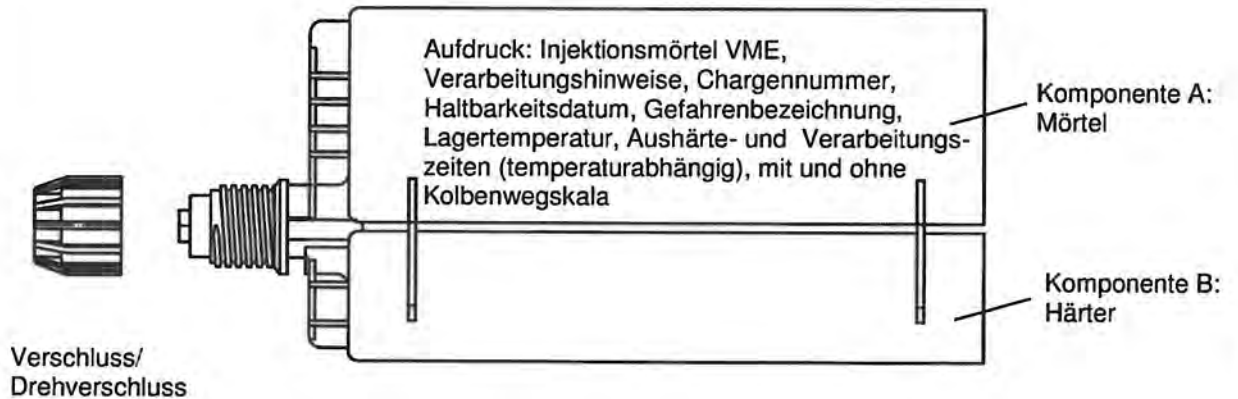 Aufdruck: Injektionsmörtel VME,
Verarbeitungshinweise, Chargennummer,
Haltbarkeitsdatum, Gefahrenbezeichnung,
Lagertemperatur, Aushärte- und Verarbeitungs-
zeiten (temperaturabhängig), mit und ohne
Kolbenwegskala
Komponente A:
Mörtel
Komponente B:
Härter
Verschluss/
Drehverschluss